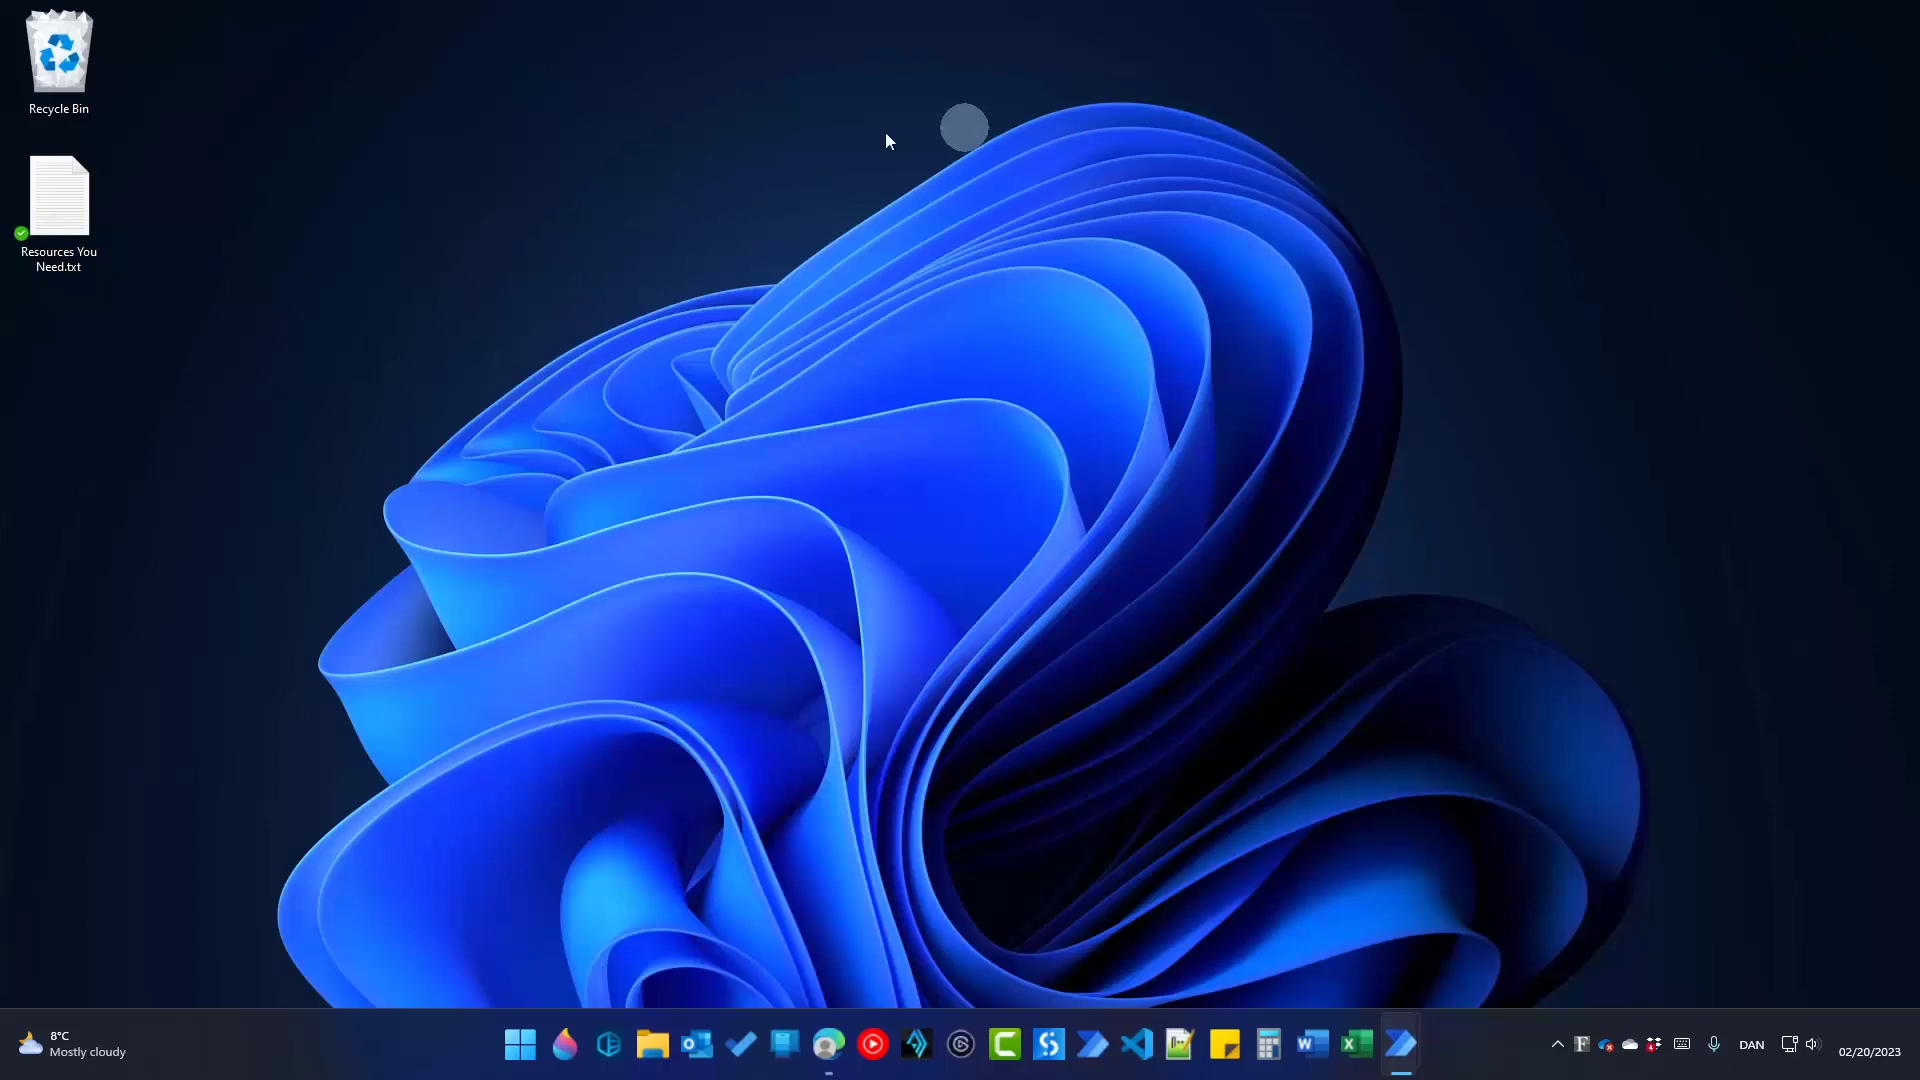 Recycle Bin
Resources You
Need.txt
8°C
Mostly cloudy
DAN
02/20/2023